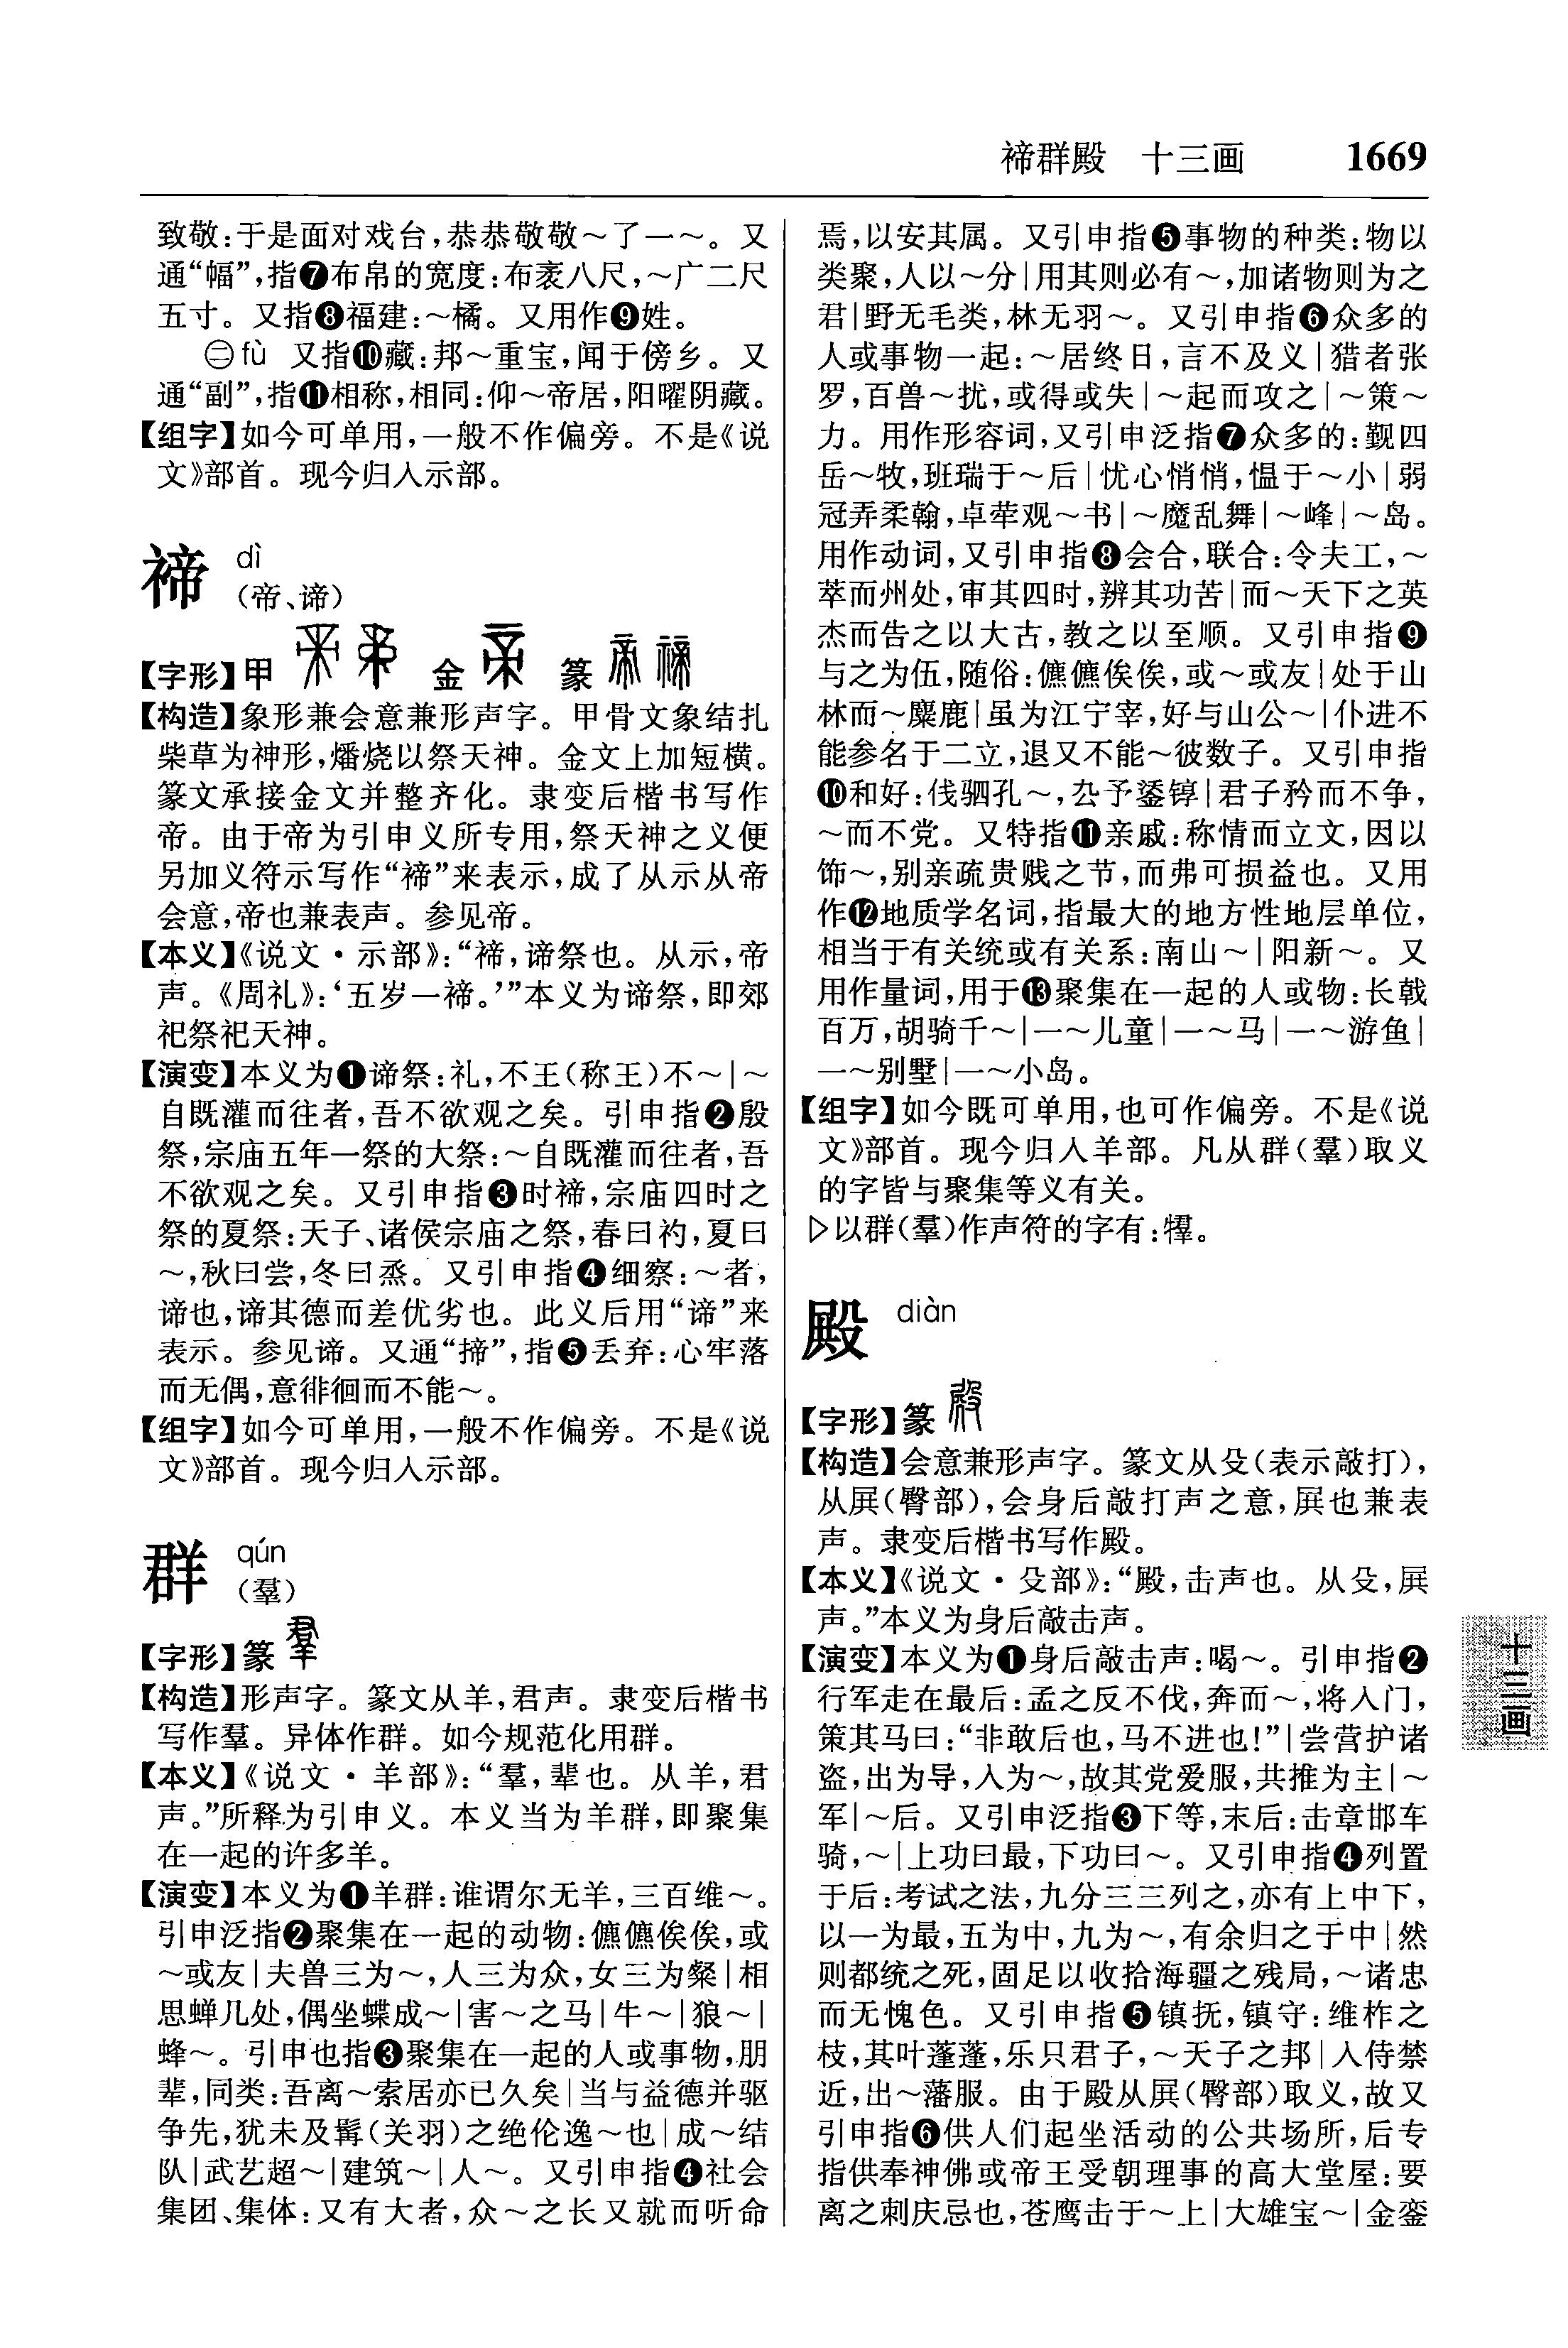 禘群殿　十三画　1669
致敬：于是面对戏台，恭恭敬敬～了一～。又
通“幅”，指❼布帛的宽度：布袤八尺，～广二尺
五寸。又指❽福建：～橘。又用作❾姓。
㊁fù　又指❿藏：邦～重宝，闻于傍乡。又
通“副”，指⓫相称，相同：仰～帝居，阳曜阴藏。
【组字】如今可单用，一般不作偏旁。不是《说
文》部首。现今归入示部。
禘　dì
（帝、谛）
【字形】甲　金　篆
【构造】象形兼会意兼形声字。甲骨文象结扎
柴草为神形，燔烧以祭天神。金文上加短横。
篆文承接金文并整齐化。隶变后楷书写作
帝。由于帝为引申义所专用，祭天神之义便
另加义符示写作“禘”来表示，成了从示从帝
会意，帝也兼表声。参见帝。
【本义】《说文·示部》：“禘，谛祭也。从示，帝
声。《周礼》：‘五岁一禘。’”本义为谛祭，即郊
祀祭祀天神。
【演变】本义为❶谛祭：礼，不王（称王）不～|～
自既灌而往者，吾不欲观之矣。引申指❷殷
祭，宗庙五年一祭的大祭：～自既灌而往者，吾
不欲观之矣。又引申指❸时禘，宗庙四时之
祭的夏祭：天子、诸侯宗庙之祭，春曰礿，夏曰
～，秋曰尝，冬曰烝。又引申指❹细察：～者，
谛也，谛其德而差优劣也。此义后用“谛”来
表示。参见谛。又通“揥”，指❺丢弃：心牢落
而无偶，意徘徊而不能～。
【组字】如今可单用，一般不作偏旁。不是《说
文》部首。现今归入示部。
群　qún
（羣）
【字形】篆
【构造】形声字。篆文从羊，君声。隶变后楷书
写作羣。异体作群。如今规范化用群。
【本义】《说文·羊部》：“羣，辈也。从羊，君
声。”所释为引申义。本义当为羊群，即聚集
在一起的许多羊。
【演变】本义为❶羊群：谁谓尔无羊，三百维～。
引申泛指❷聚集在一起的动物：儦儦俟俟，或
～或友|夫兽三为～，人三为众，女三为粲|相
思蝉几处，偶坐蝶成～|害～之马|牛～|狼～|
蜂～。引申也指❸聚集在一起的人或事物，朋
辈，同类：吾离～索居亦已久矣|当与益德并驱
争先，犹未及髯（关羽）之绝伦逸～也|成～结
队|武艺超～|建筑～|人～。又引申指❹社会
集团、集体：又有大者，众～之长又就而听命
焉，以安其属。又引申指❺事物的种类：物以
类聚，人以～分|用其则必有～，加诸物则为之
君|野无毛类，林无羽～。又引申指❻众多的
人或事物一起：～居终日，言不及义|猎者张
罗，百兽～扰，或得或失|～起而攻之|～策～
力。用作形容词，又引申泛指❼众多的：觐四
岳～牧，班瑞于～后|忧心悄悄，愠于～小|弱
冠弄柔翰，卓荦观～书|～魔乱舞|～峰|～岛。
用作动词，又引申指❽会合，联合：令夫工，～
萃而州处，审其四时，辨其功苦|而～天下之英
杰而告之以大古，教之以至顺。又引申指❾
与之为伍，随俗：儦儦俟俟，或～或友|处于山
林而～麋鹿|虽为江宁宰，好与山公～|仆进不
能参名于二立，退又不能～彼数子。又引申指
❿和好：俴驷孔～，厹予鋈錞|君子矜而不争，
～而不党。又特指⓫亲戚：称情而立文，因以
饰～，别亲疏贵贱之节，而弗可损益也。又用
作⓬地质学名词，指最大的地方性地层单位，
相当于有关统或有关系：南山～|阳新～。又
用作量词，用于⓭聚集在一起的人或物：长戟
百万，胡骑千～|一～儿童|一～马|一～游鱼|
一～别墅|一～小岛。
【组字】如今既可单用，也可作偏旁。不是《说
文》部首。现今归入羊部。凡从群（羣）取义
的字皆与聚集等义有关。
▷以群（羣）作声符的字有：㹏。
殿　diàn
【字形】篆
【构造】会意兼形声字。篆文从殳（表示敲打），
从㞟（臀部），会身后敲打声之意，㞟也兼表
声。隶变后楷书写作殿。
【本义】《说文·殳部》：“殿，击声也。从殳，㞟
声。”本义为身后敲击声。
【演变】本义为❶身后敲击声：喝～。引申指❷
行军走在最后：孟之反不伐，奔而～，将入门，
策其马曰：“非敢后也，马不进也！”|尝营护诸
盗，出为导，入为～，故其党爱服，共推为主|～
军|～后。又引申泛指❸下等，末后：击章邯车
骑，～|上功曰最，下功曰～。又引申指❹列置
于后：考试之法，九分三三列之，亦有上中下，
以一为最，五为中，九为～，有余归之于中|然
则都统之死，固足以收拾海疆之残局，～诸忠
而无愧色。又引申指❺镇抚，镇守：维柞之
枝，其叶蓬蓬，乐只君子，～天子之邦|入侍禁
近，出～藩服。由于殿从㞟（臀部）取义，故又
引申指❻供人们起坐活动的公共场所，后专
指供奉神佛或帝王受朝理事的高大堂屋：要
离之刺庆忌也，苍鹰击于～上|大雄宝～|金銮
十三画